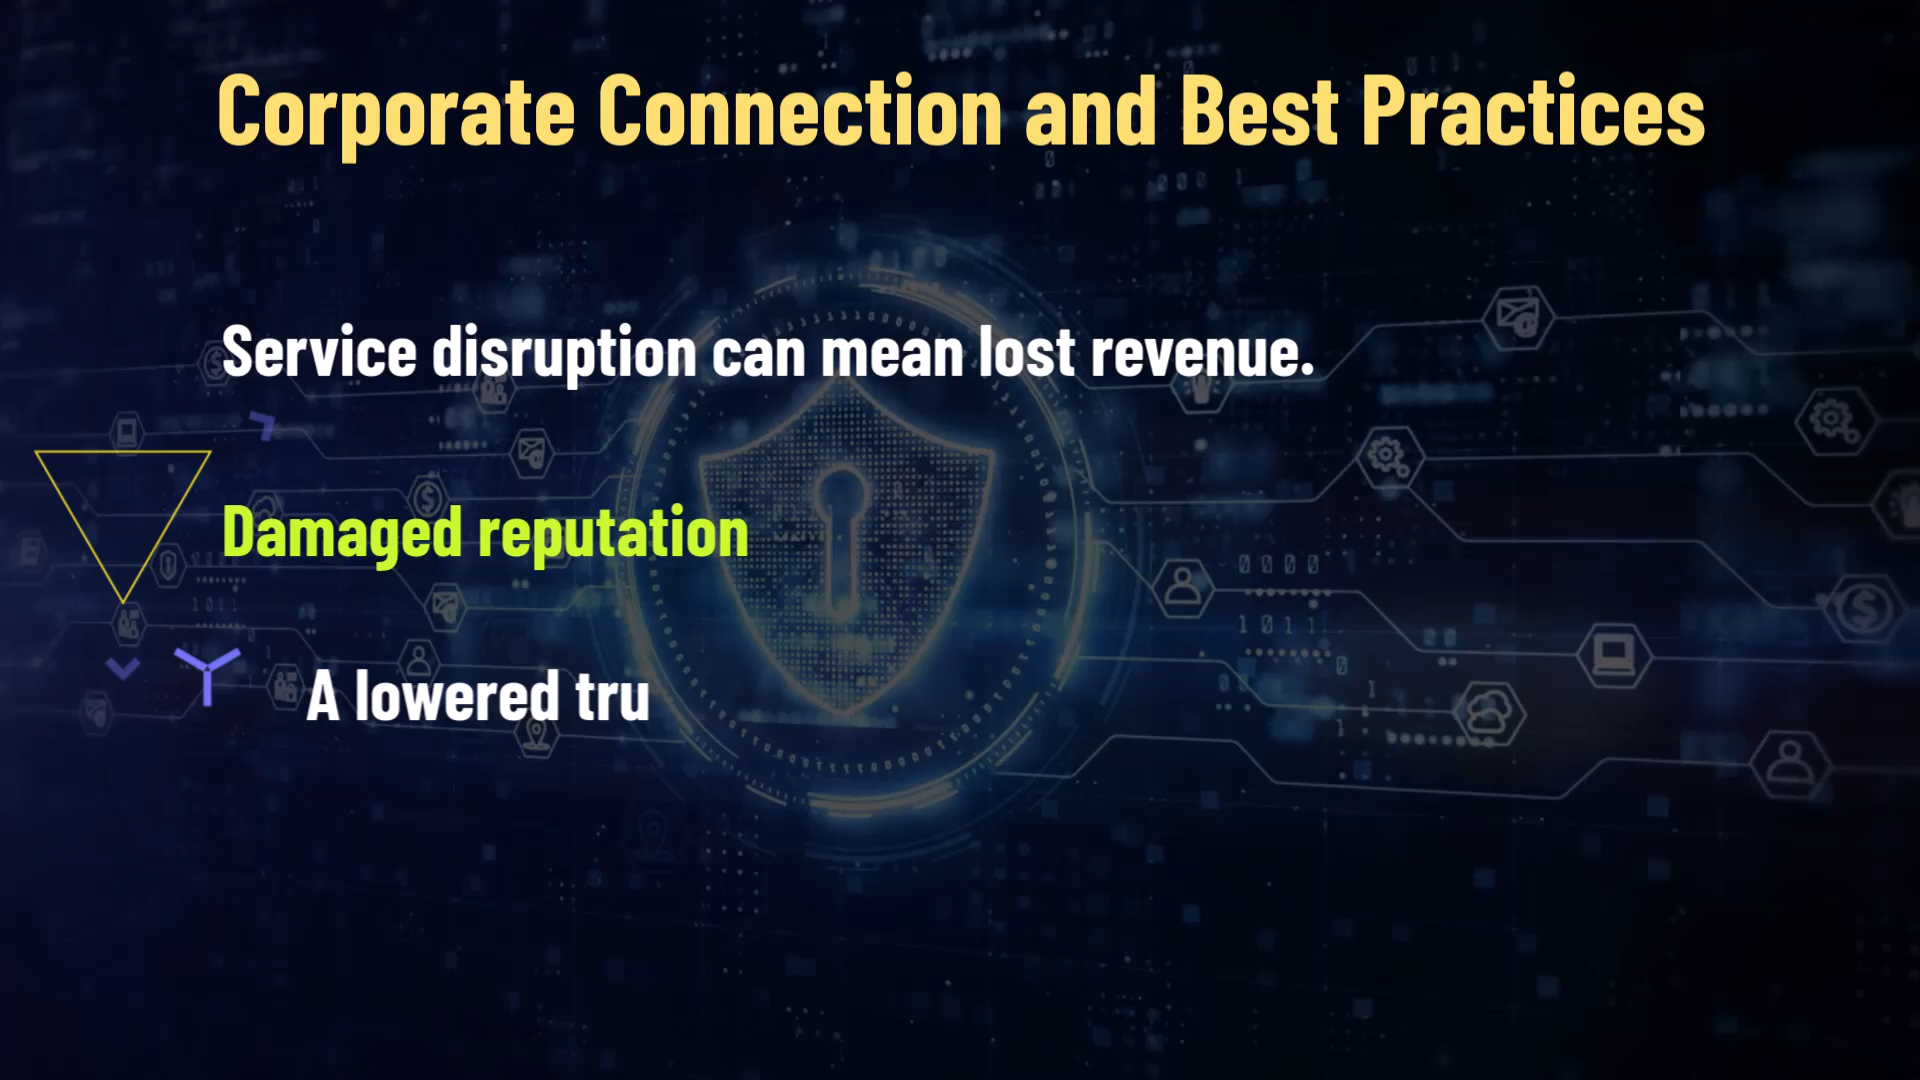 Corporate Connection and Best Practices
Service disruption can mean lost revenue.
Damaged reputation
A lowered tru